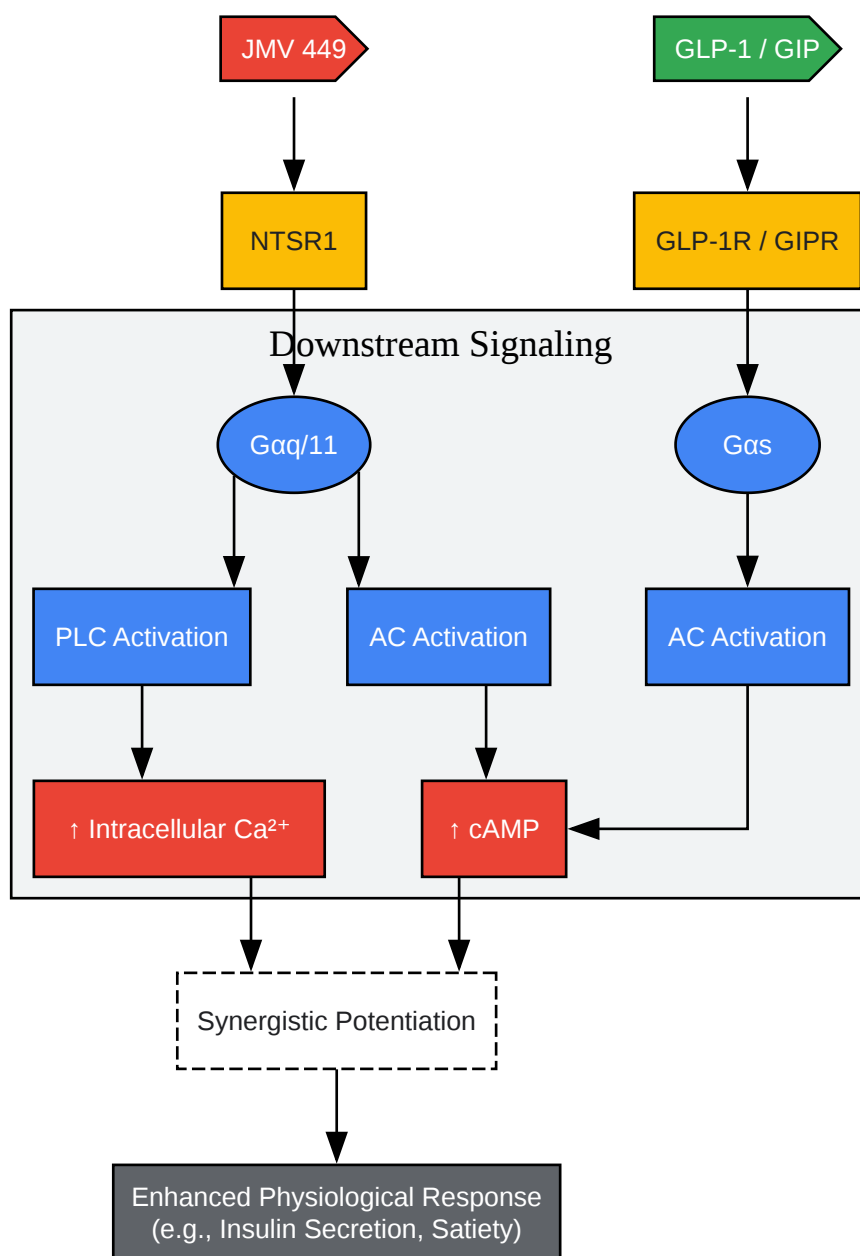 JMV 449
GLP-1 / GIP
NTSR1
GLP-1R / GIPR
Downstream Signaling
Gαq/11
Gαs
PLC Activation
AC Activation
AC Activation
↑ Intracellular Ca²⁺
↑ cAMP
Synergistic Potentiation
Enhanced Physiological Response
(e.g., Insulin Secretion, Satiety)